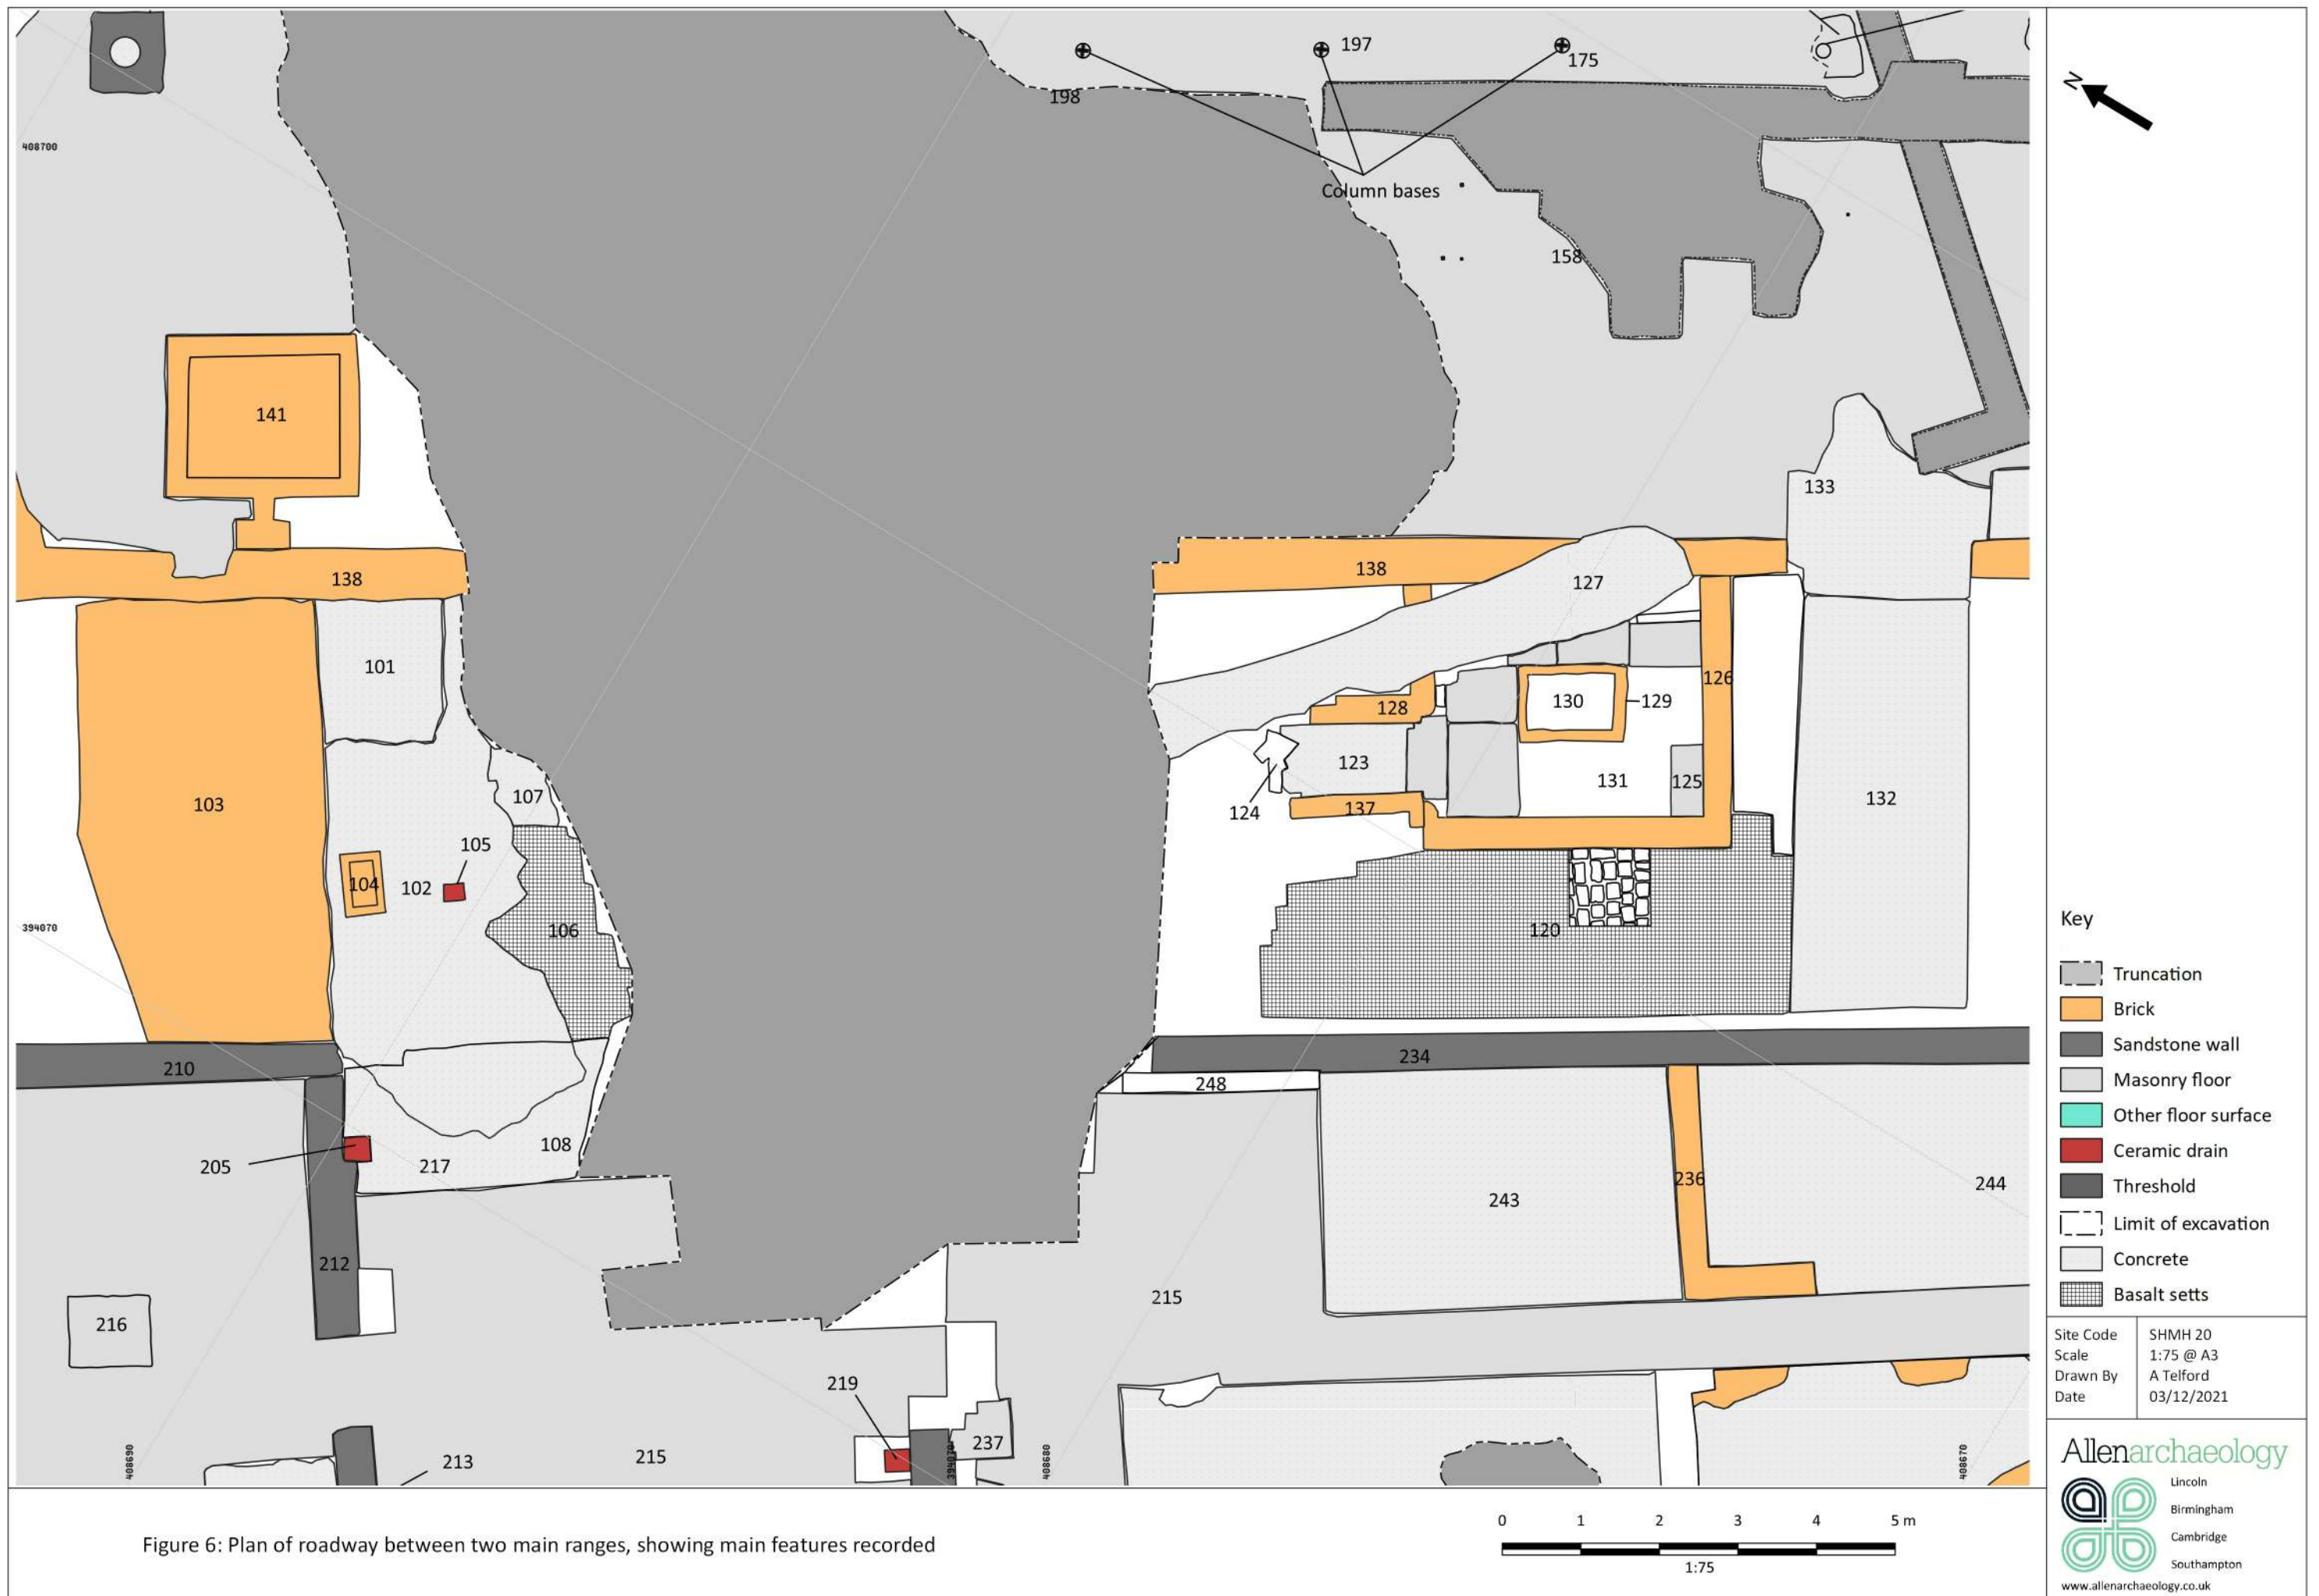 197
175
198
408700
Column bases
158
141
133
138
138
127
101
126
130
129
128
123
131
125
107
124
137
103
132
105
104
102
106
120
394070
210
234
248
108
205
217
236
244
243
212
215
216
219
237
213
215
408690
394070
408680
408670
N
Key
Truncation
Brick
Sandstone wall
Masonry floor
Other floor surface
Ceramic drain
Threshold
Limit of excavation
Concrete
Basalt setts
Site Code SHMH 20
Scale 1:75 @ A3
Drawn By A Telford
Date 03/12/2021
Allenarchaeology
Lincoln
Birmingham
Cambridge
Southampton
www.allenarchaeology.co.uk
Figure 6: Plan of roadway between two main ranges, showing main features recorded
0 1 2 3 4 5 m
1:75